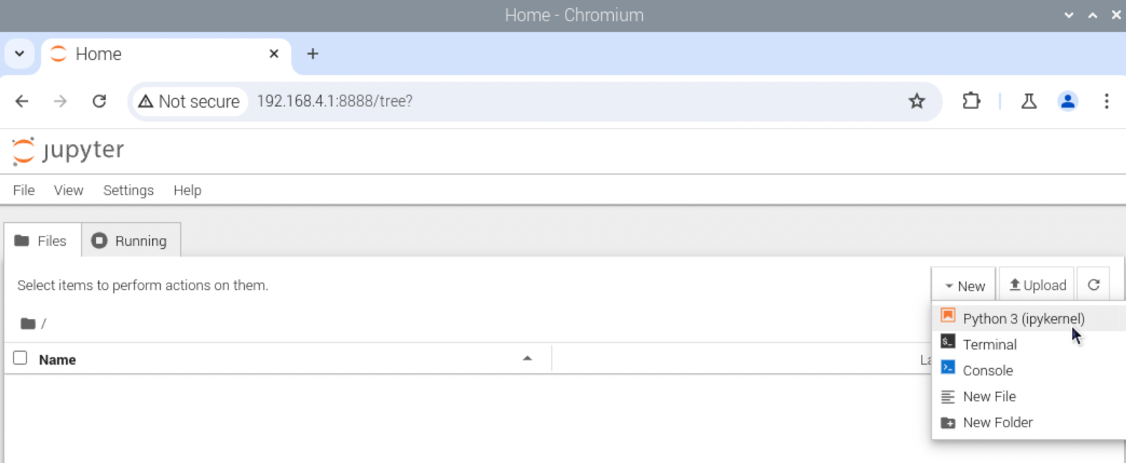 Home - Chromium
Home
Not secure 192.168.4.1:8888/tree?
jupyter
File View Settings Help
Files Running
Select items to perform actions on them.
New Upload
/
Name
Python 3 (ipykernel)
Terminal
Console
New File
New Folder